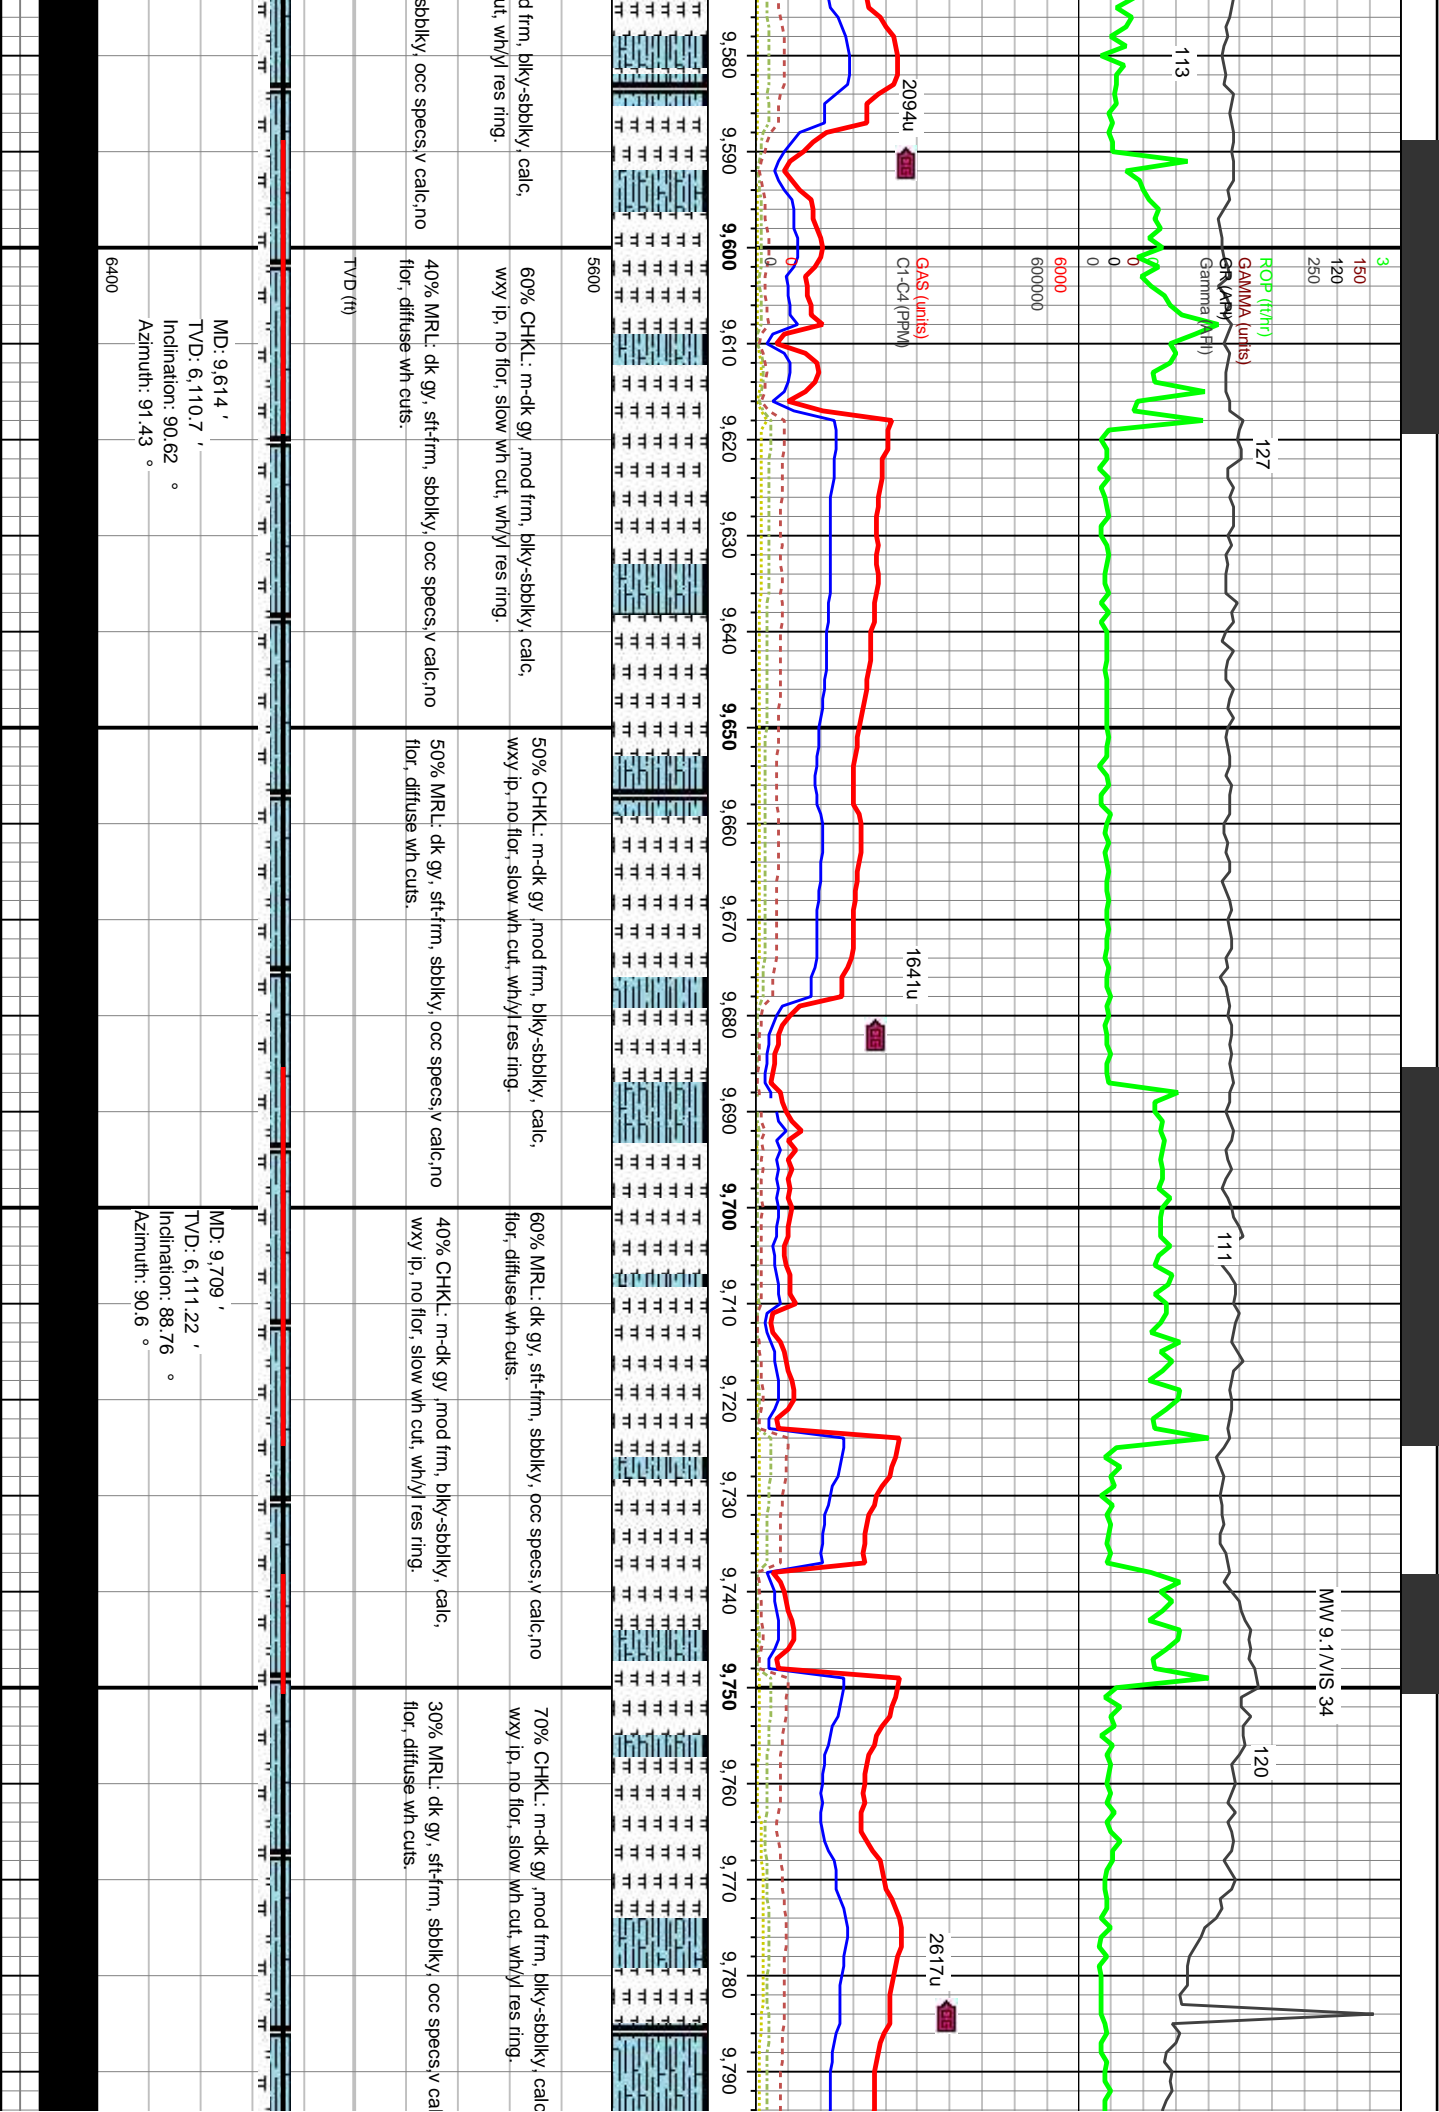 113
127
111
120
MW 9.1/VIS 34
3
150
120
250
ROP (ft/hr)
GAMMA (units)
GR (API)
Gamma (API)
0
0
0
2094u
1641u
2617u
GAS (units)
C1-C4 (PPM)
6000
600000
0
0
9,580
9,590
9,600
9,610
9,620
9,630
9,640
9,650
9,660
9,670
9,680
9,690
9,700
9,710
9,720
9,730
9,740
9,750
9,760
9,770
9,780
9,790
d frm, blky-sbblky, calc,
ut, wh/yl res ring.
sbblky, occ specs,v calc,no
5600
60% CHKL: m-dk gy ,mod frm, blky-sbblky, calc,
wxy ip, no flor, slow wh cut, wh/yl res ring.
40% MRL: dk gy, sft-frm, sbblky, occ specs,v calc,no
flor, diffuse wh cuts.
50% CHKL: m-dk gy ,mod frm, blky-sbblky, calc,
wxy ip, no flor, slow wh cut, wh/yl res ring.
50% MRL: dk gy, sft-frm, sbblky, occ specs,v calc,no
flor, diffuse wh cuts.
60% MRL: dk gy, sft-frm, sbblky, occ specs,v calc,no
flor, diffuse wh cuts.
40% CHKL: m-dk gy ,mod frm, blky-sbblky, calc,
wxy ip, no flor, slow wh cut, wh/yl res ring.
70% CHKL: m-dk gy ,mod frm, blky-sbblky, calc
wxy ip, no flor, slow wh cut, wh/yl res ring.
30% MRL: dk gy, sft-frm, sbblky, occ specs,v cal
flor, diffuse wh cuts.
TVD (ft)
6400
MD: 9,614 '
TVD: 6,110.7 '
Inclination: 90.62 °
Azimuth: 91.43 °
MD: 9,709 '
TVD: 6,111.22 '
Inclination: 88.76 °
Azimuth: 90.6 °